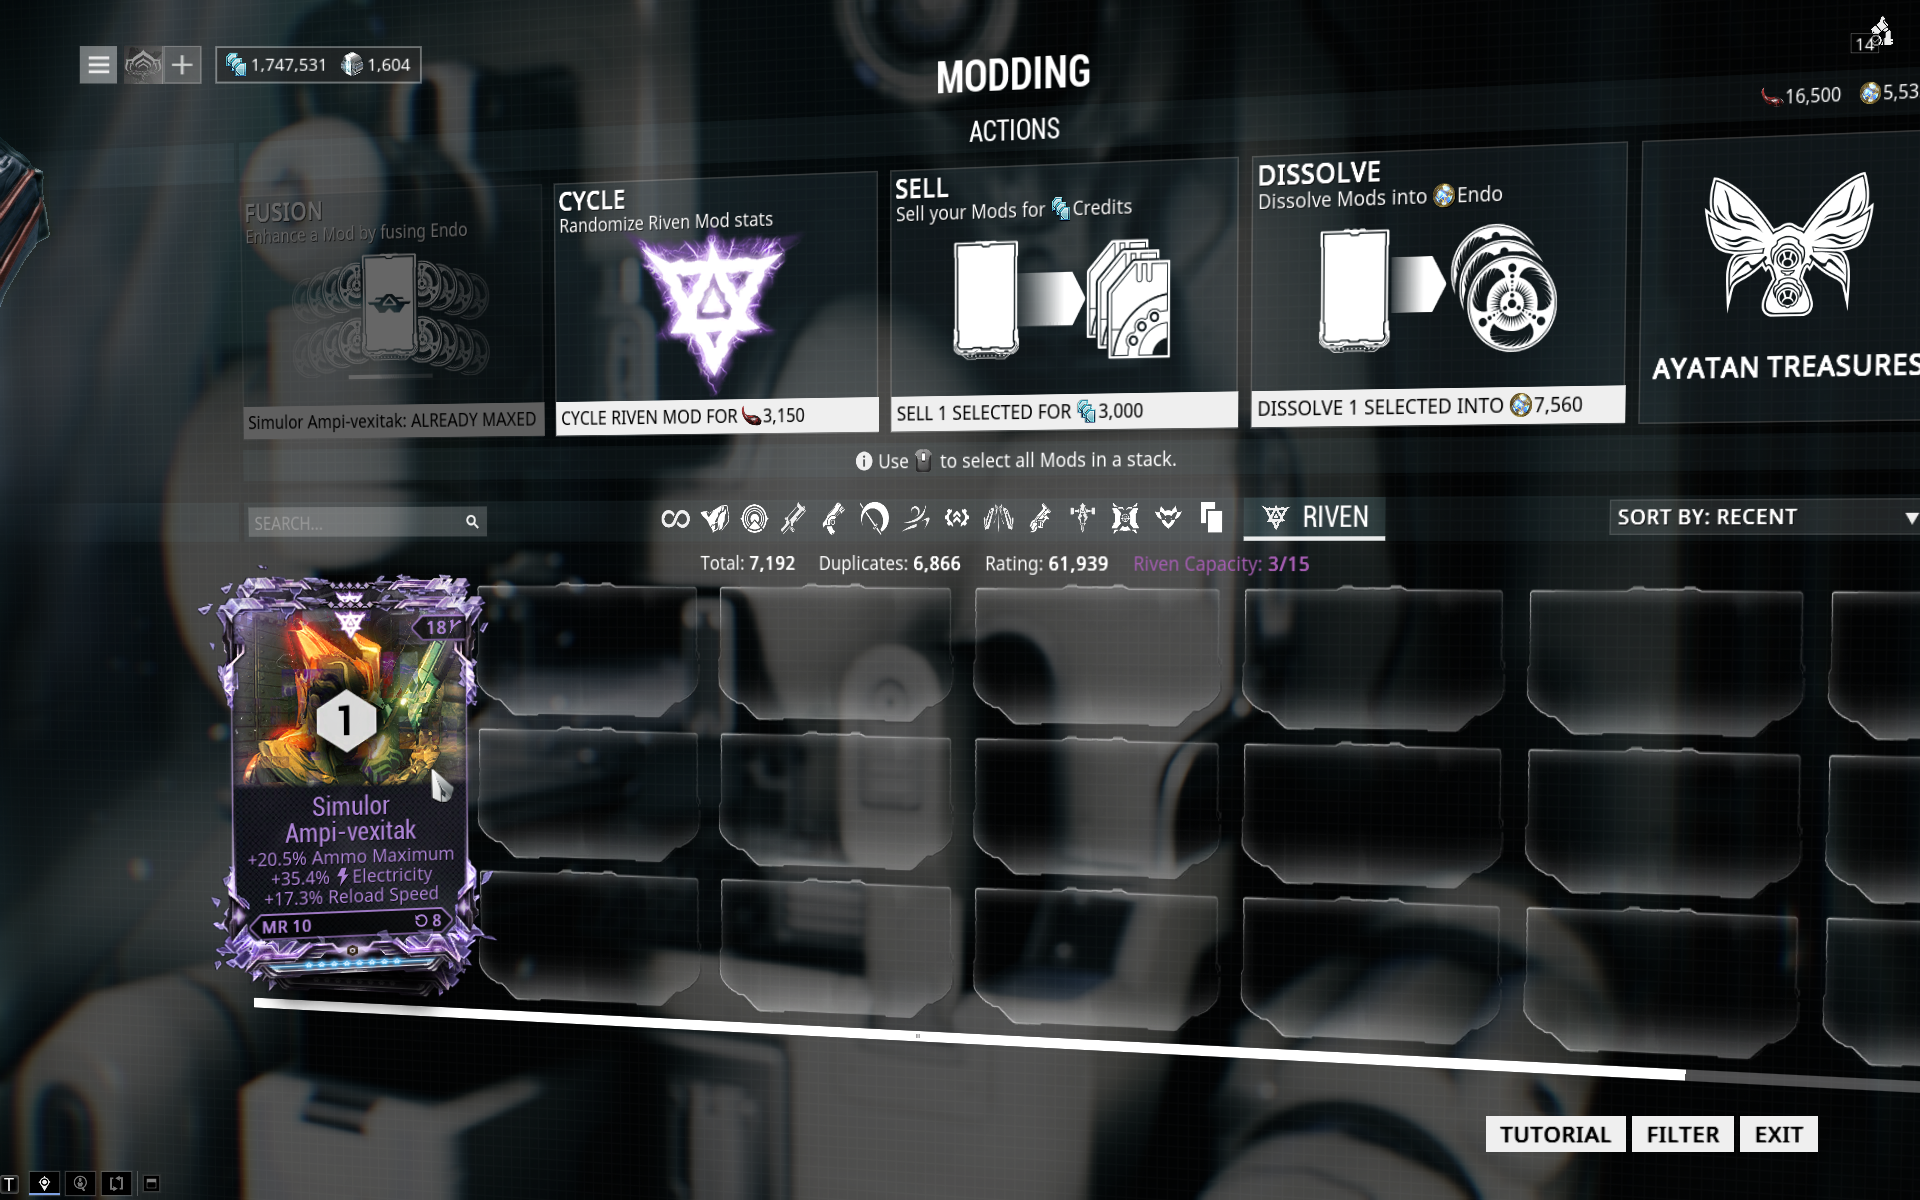 1,747,531 1,604
MODDING
14
16,500 5,53
ACTIONS
FUSION
Enhance a Mod by fusing Endo
Simulor Ampi-vexitak: ALREADY MAXED
CYCLE
Randomize Riven Mod stats
CYCLE RIVEN MOD FOR 3,150
SELL
Sell your Mods for Credits
SELL 1 SELECTED FOR 3,000
DISSOLVE
Dissolve Mods into Endo
DISSOLVE 1 SELECTED INTO 7,560
AYATAN TREASURES
Use to select all Mods in a stack.
SEARCH...
RIVEN
SORT BY: RECENT
Total: 7,192 Duplicates: 6,866 Rating: 61,939 Riven Capacity: 3/15
18
1
Simulor
Ampi-vexitak
+20.5% Ammo Maximum
+35.4% Electricity
+17.3% Reload Speed
MR 10 8
TUTORIAL FILTER EXIT
T